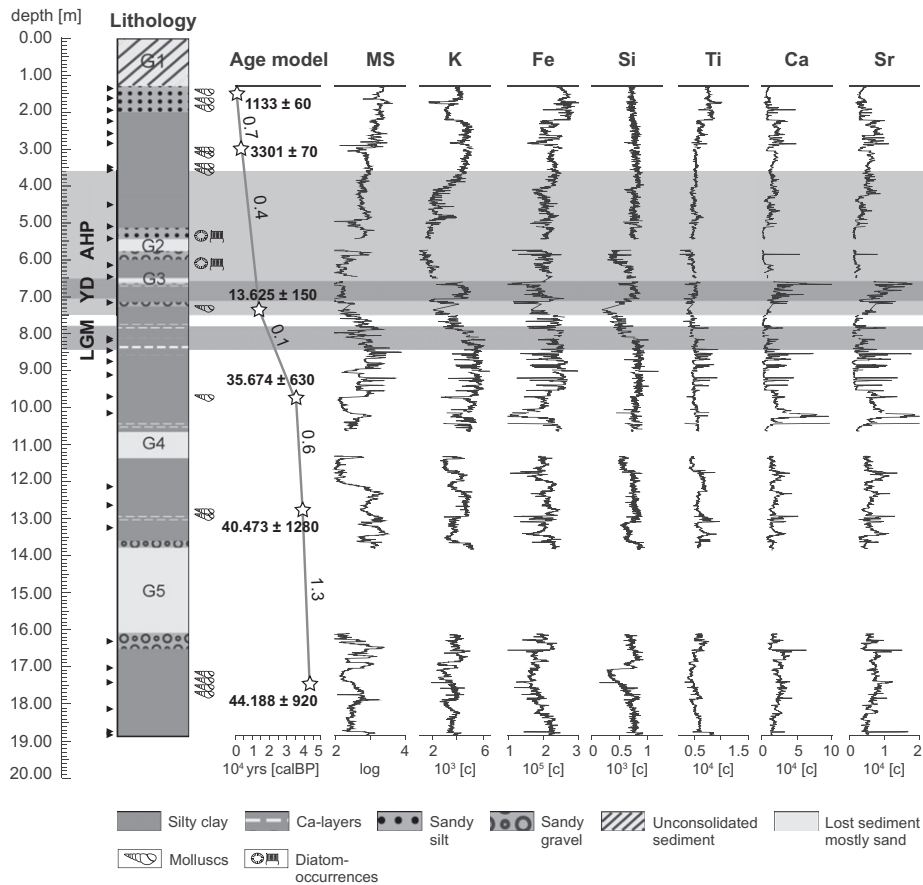 depth [m]
Lithology
Age model
MS
K
Fe
Si
Ti
Ca
Sr
0.00
1.00
2.00
3.00
4.00
5.00
6.00
7.00
8.00
9.00
10.00
11.00
12.00
13.00
14.00
15.00
16.00
17.00
18.00
19.00
20.00
AHP
YD
LGM
G1
G2
G3
G4
G5
1133 ± 60
0.7
3301 ± 70
0.4
13.625 ± 150
0.1
35.674 ± 630
0.6
40.473± 1280
1.3
44.188 ± 920
0 1 2 3 4 5
10⁴ yrs [calBP]
2 4
log
2 6
10³ [c]
1 2 3
10⁵ [c]
0 0.5 1
10³ [c]
0 0.5 1.5
10⁴ [c]
0 5 10
10⁴ [c]
0 1 2
10⁴ [c]
Silty clay
Ca-layers
Sandy
silt
Sandy
gravel
Unconsolidated
sediment
Lost sediment
mostly sand
Molluscs
Diatom-
occurrences